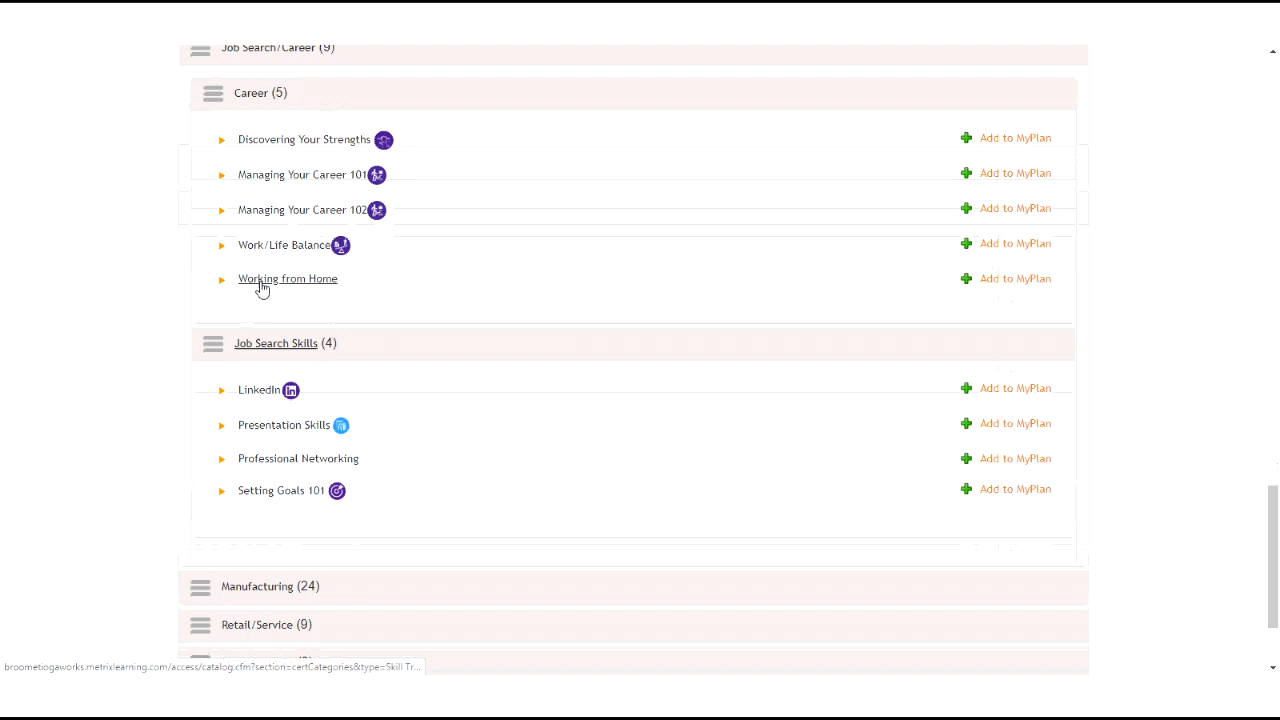 Job Search/Career (9)
Career (5)
Discovering Your Strengths Add to MyPlan
Managing Your Career 101 Add to MyPlan
Managing Your Career 102 Add to MyPlan
Work/Life Balance Add to MyPlan
Working from Home Add to MyPlan
Job Search Skills (4)
LinkedIn in Add to MyPlan
Presentation Skills Add to MyPlan
Professional Networking Add to MyPlan
Setting Goals 101 Add to MyPlan
Manufacturing (24)
Retail/Service (9)
broometiogaworks.metrixlearning.com/access/catalog.cfm?section=certCategories&type=Skill Tr...